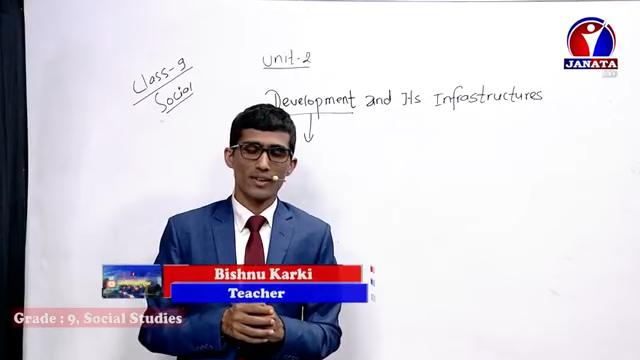 Class-9
Social
Unit-2
Development and Its Infrastructures
JANATA
Bishnu Karki
Teacher
Grade : 9, Social Studies